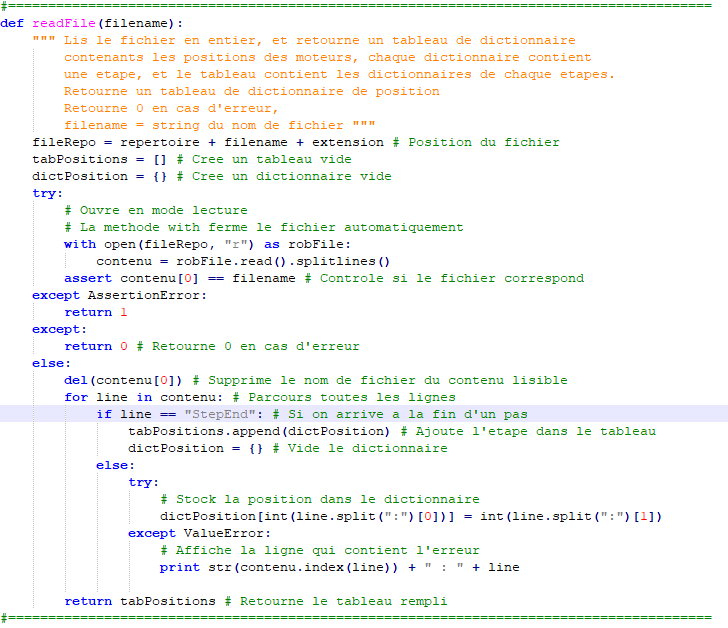 #========================================================================================
def readFile(filename):
    """ Lis le fichier en entier, et retourne un tableau de dictionnaire
        contenants les positions des moteurs, chaque dictionnaire contient
        une etape, et le tableau contient les dictionnaires de chaque etapes.
        Retourne un tableau de dictionnaire de position
        Retourne 0 en cas d'erreur,
        filename = string du nom de fichier """
    fileRepo = repertoire + filename + extension # Position du fichier
    tabPositions = [] # Cree un tableau vide
    dictPosition = {} # Cree un dictionnaire vide
    try:
        # Ouvre en mode lecture
        # La methode with ferme le fichier automatiquement
        with open(fileRepo, "r") as robFile:
            contenu = robFile.read().splitlines()
        assert contenu[0] == filename # Controle si le fichier correspond
    except AssertionError:
        return 1
    except:
        return 0 # Retourne 0 en cas d'erreur
    else:
        del(contenu[0]) # Supprime le nom de fichier du contenu lisible
        for line in contenu: # Parcours toutes les lignes
            if line == "StepEnd": # Si on arrive a la fin d'un pas
                tabPositions.append(dictPosition) # Ajoute l'etape dans le tableau
                dictPosition = {} # Vide le dictionnaire
            else:
                try:
                    # Stock la position dans le dictionnaire
                    dictPosition[int(line.split(":")[0])] = int(line.split(":")[1])
                except ValueError:
                    # Affiche la ligne qui contient l'erreur
                    print str(contenu.index(line)) + " : " + line
        return tabPositions # Retourne le tableau rempli
#========================================================================================